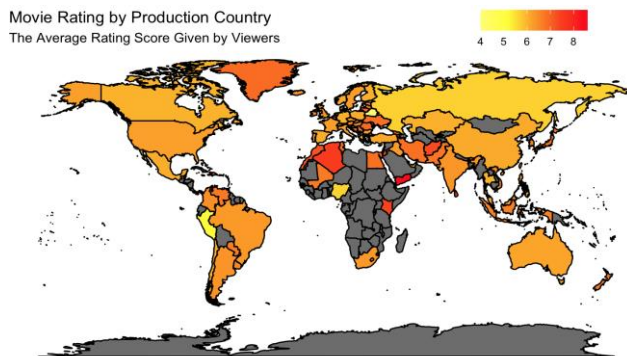 Movie Rating by Production Country
The Average Rating Score Given by Viewers
4 5 6 7 8